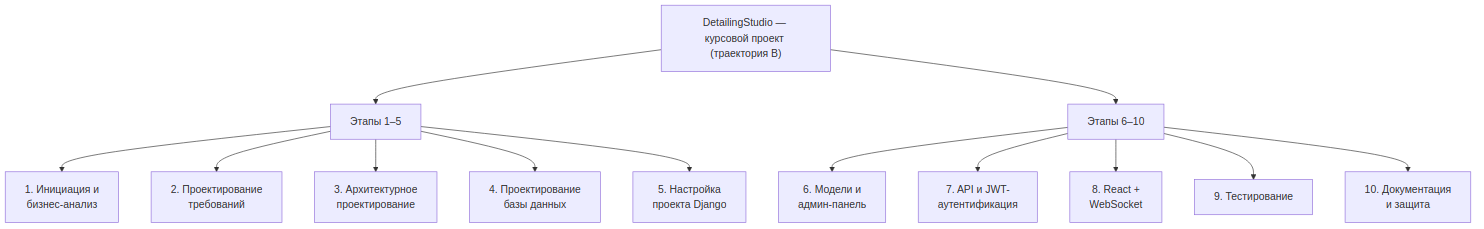 DetailingStudio —
курсовой проект
(траектория B)
Этапы 1–5
Этапы 6–10
1. Инициация и
бизнес-анализ
2. Проектирование
требований
3. Архитектурное
проектирование
4. Проектирование
базы данных
5. Настройка
проекта Django
6. Модели и
админ-панель
7. API и JWT-
аутентификация
8. React +
WebSocket
9. Тестирование
10. Документация
и защита